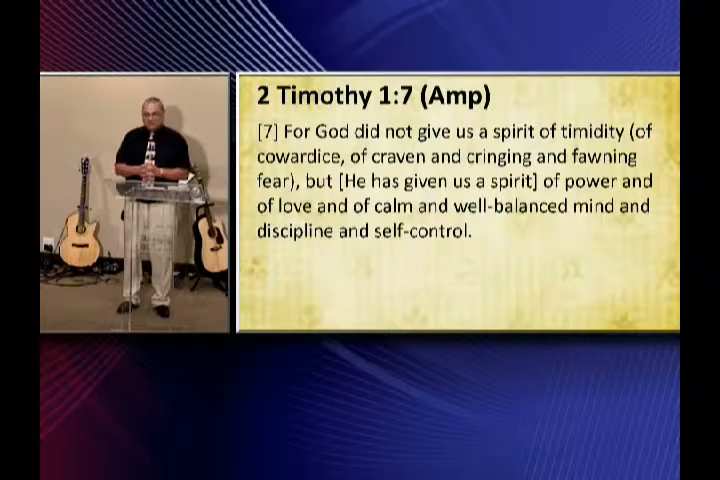 2 Timothy 1:7 (Amp)
[7] For God did not give us a spirit of timidity (of
cowardice, of craven and cringing and fawning
fear), but [He has given us a spirit] of power and
of love and of calm and well-balanced mind and
discipline and self-control.